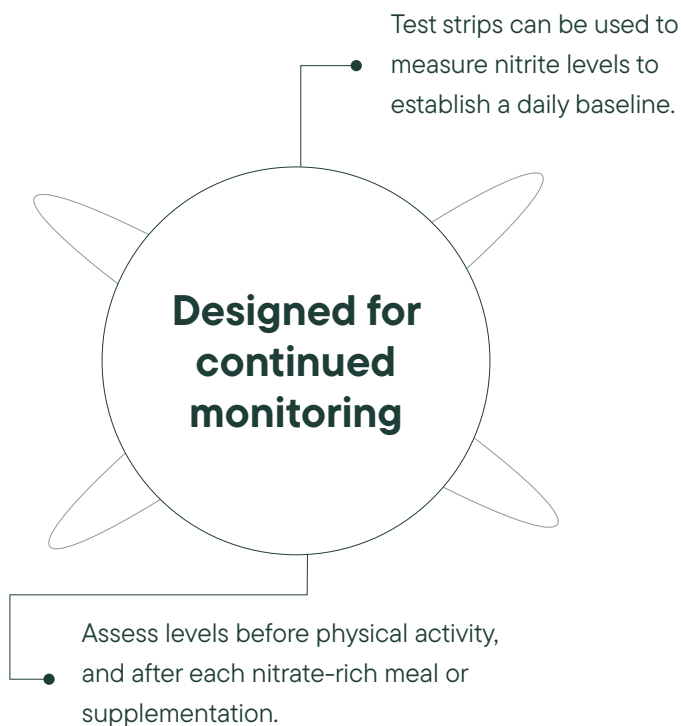 Test strips can be used to
measure nitrite levels to
establish a daily baseline.
Designed for
continued
monitoring
Assess levels before physical activity,
and after each nitrate-rich meal or
supplementation.